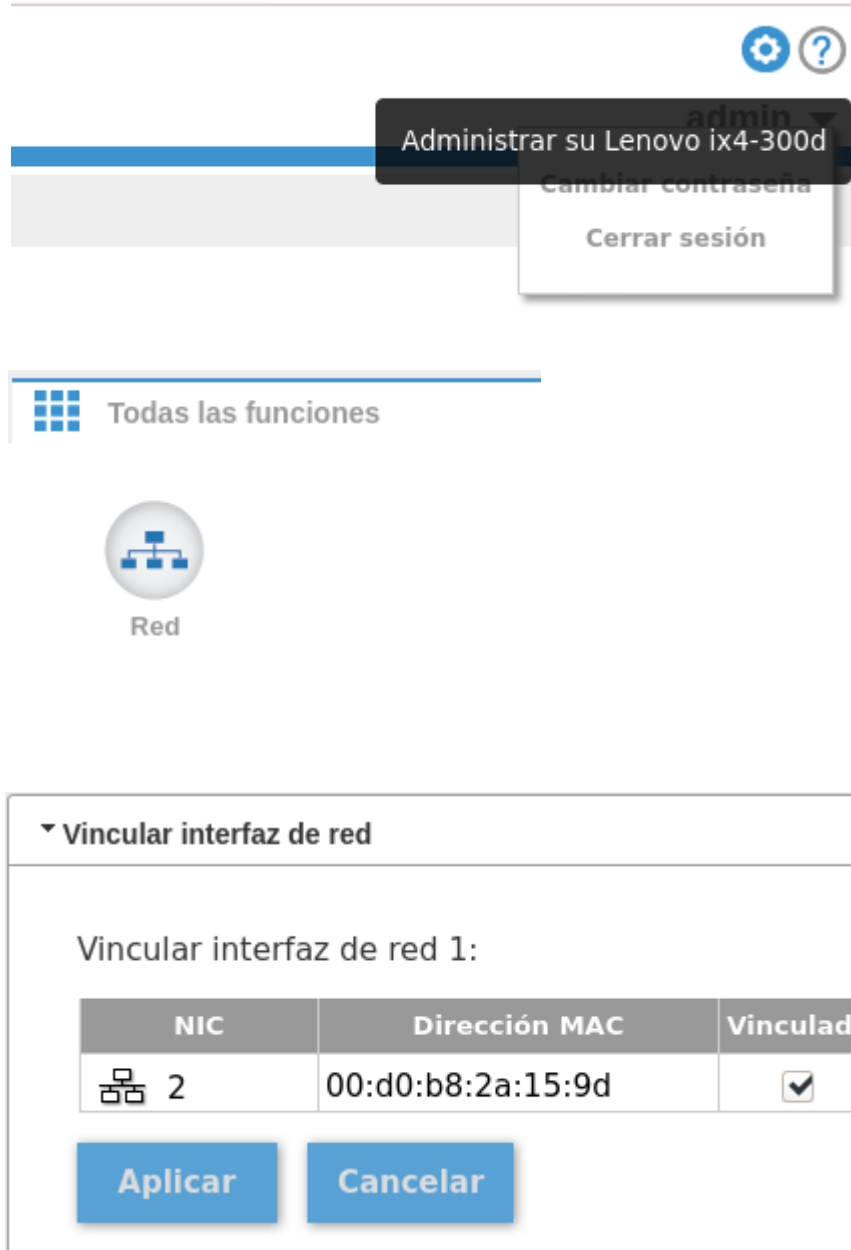 ?
admin
Administrar su Lenovo ix4-300d
Cambiar contraseña
Cerrar sesión
Todas las funciones
Red
Vincular interfaz de red
Vincular interfaz de red 1:
NIC Dirección MAC Vinculad
2 00:d0:b8:2a:15:9d
Aplicar Cancelar